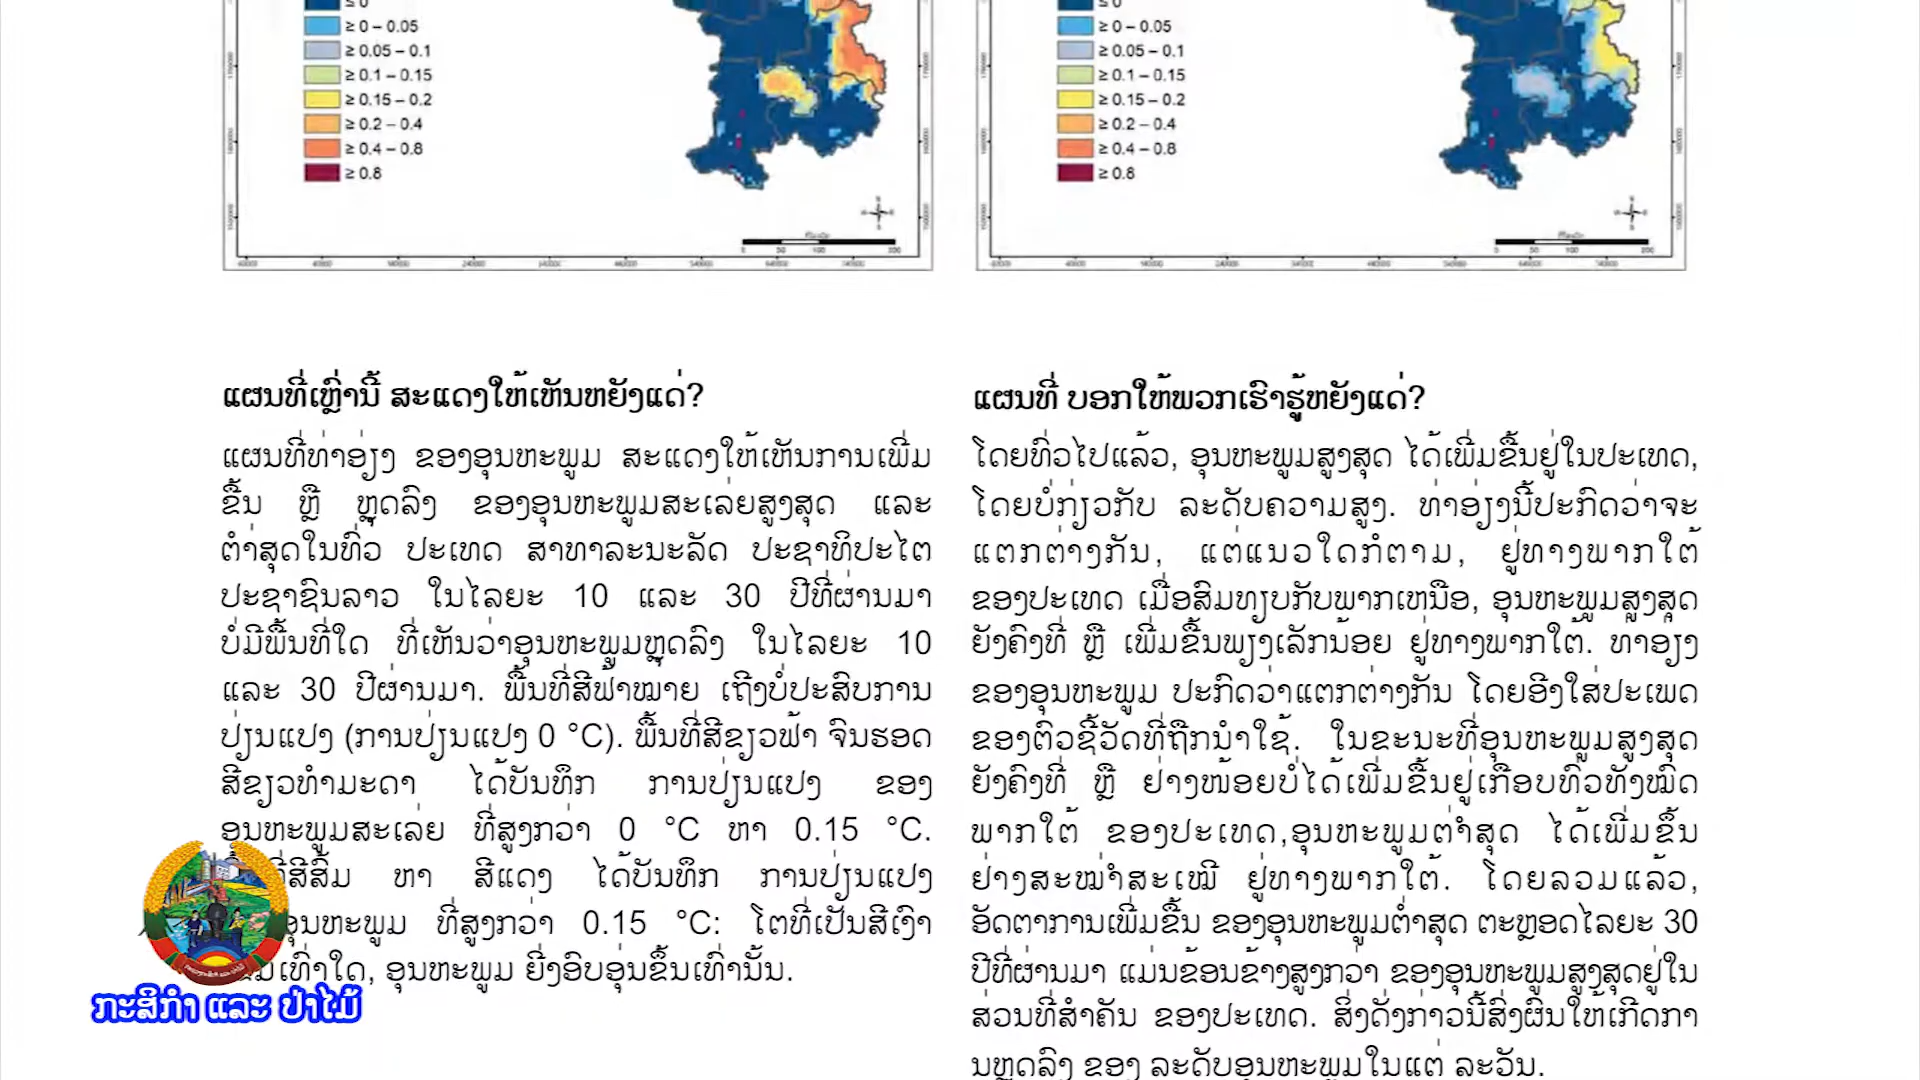 ≥ 0
≥ 0 – 0.05
≥ 0.05 – 0.1
≥ 0.1 – 0.15
≥ 0.15 – 0.2
≥ 0.2 – 0.4
≥ 0.4 – 0.8
≥ 0.8
0 50 100 200
≥ 0
≥ 0 – 0.05
≥ 0.05 – 0.1
≥ 0.1 – 0.15
≥ 0.15 – 0.2
≥ 0.2 – 0.4
≥ 0.4 – 0.8
≥ 0.8
0 50 100 200
ແຜນທີ່ເຫຼົ່ານີ້ ສະແດງໃຫ້ເຫັນຫຍັງແດ່?
ແຜນທີ່ທ່າອ່ຽງ ຂອງອຸນຫະພູມ ສະແດງໃຫ້ເຫັນການເພີ່ມ
ຂື້ນ ຫຼື ຫຼຸດລົງ ຂອງອຸນຫະພູມສະເລ່ຍສູງສຸດ ແລະ
ຕ່ຳສຸດໃນທົ່ວ ປະເທດ ສາທາລະນະລັດ ປະຊາທິປະໄຕ
ປະຊາຊົນລາວ ໃນໄລຍະ 10 ແລະ 30 ປີທີ່ຜ່ານມາ
ບໍ່ມີພື້ນທີ່ໃດ ທີ່ເຫັນວ່າອຸນຫະພູມຫຼຸດລົງ ໃນໄລຍະ 10
ແລະ 30 ປີຜ່ານມາ. ພື້ນທີ່ສີຟ້າໝາຍ ເຖີງບໍ່ປະສົບການ
ປ່ຽນແປງ (ການປ່ຽນແປງ 0 °C). ພື້ນທີ່ສີຂຽວຟ້າ ຈົນຮອດ
ສີຂຽວທຳມະດາ ໄດ້ບັນທຶກ ການປ່ຽນແປງ ຂອງ
ອຸນຫະພູມສະເລ່ຍ ທີ່ສູງກວ່າ 0 °C ຫາ 0.15 °C.
ສີສົ້ມ ຫາ ສີແດງ ໄດ້ບັນທຶກ ການປ່ຽນແປງ
ອຸນຫະພູມ ທີ່ສູງກວ່າ 0.15 °C: ໂຕທີ່ເປັນສີເງົາ
ເທົ່າໃດ, ອຸນຫະພູມ ຍີ່ງອົບອຸ່ນຂຶ້ນເທົ່ານັ້ນ.
ກະສິກຳ ແລະ ປ່າໄມ້
ແຜນທີ່ ບອກໃຫ້ພວກເຮົາຮູ້ຫຍັງແດ່?
ໂດຍທົ່ວໄປແລ້ວ, ອຸນຫະພູມສູງສຸດ ໄດ້ເພີ່ມຂື້ນຢູ່ໃນປະເທດ,
ໂດຍບໍ່ກ່ຽວກັບ ລະດັບຄວາມສູງ. ທ່າອ່ຽງນີ້ປະກົດວ່າຈະ
ແຕກຕ່າງກັນ, ແຕ່ແນວໃດກໍຕາມ, ຢູ່ທາງພາກໃຕ້
ຂອງປະເທດ ເມື່ອສົມທຽບກັບພາກເໜືອ, ອຸນຫະພູມສູງສຸດ
ຍັງຄົງທີ່ ຫຼື ເພີ່ມຂື້ນພຽງເລັກນ້ອຍ ຢູ່ທາງພາກໃຕ້. ທາອຽງ
ຂອງອຸນຫະພູມ ປະກົດວ່າແຕກຕ່າງກັນ ໂດຍອີງໃສ່ປະເພດ
ຂອງຕົວຊີ້ວັດທີ່ຖືກນຳໃຊ້. ໃນຂະນະທີ່ອຸນຫະພູມສູງສຸດ
ຍັງຄົງທີ່ ຫຼື ຢ່າງໜ້ອຍບໍ່ໄດ້ເພີ່ມຂື້ນຢູ່ເກືອບທົ່ວທັງໝົດ
ພາກໃຕ້ ຂອງປະເທດ,ອຸນຫະພູມຕ່ຳສຸດ ໄດ້ເພີ່ມຂຶ້ນ
ຢ່າງສະໝ່ຳສະເໝີ ຢູ່ທາງພາກໃຕ້. ໂດຍລວມແລ້ວ,
ອັດຕາການເພີ່ມຂື້ນ ຂອງອຸນຫະພູມຕ່ຳສຸດ ຕະຫຼອດໄລຍະ 30
ປີທີ່ຜ່ານມາ ແມ່ນຂ້ອນຂ້າງສູງກວ່າ ຂອງອຸນຫະພູມສູງສຸດຢູ່ໃນ
ສ່ວນທີ່ສຳຄັນ ຂອງປະເທດ. ສິ່ງດັ່ງກ່າວນີ້ສົ່ງຜົນໃຫ້ເກີດກາ
ນຫຼຸດລົງ ຂອງ ລະດັບອຸນຫະພູມໃນແຕ່ ລະວັນ.